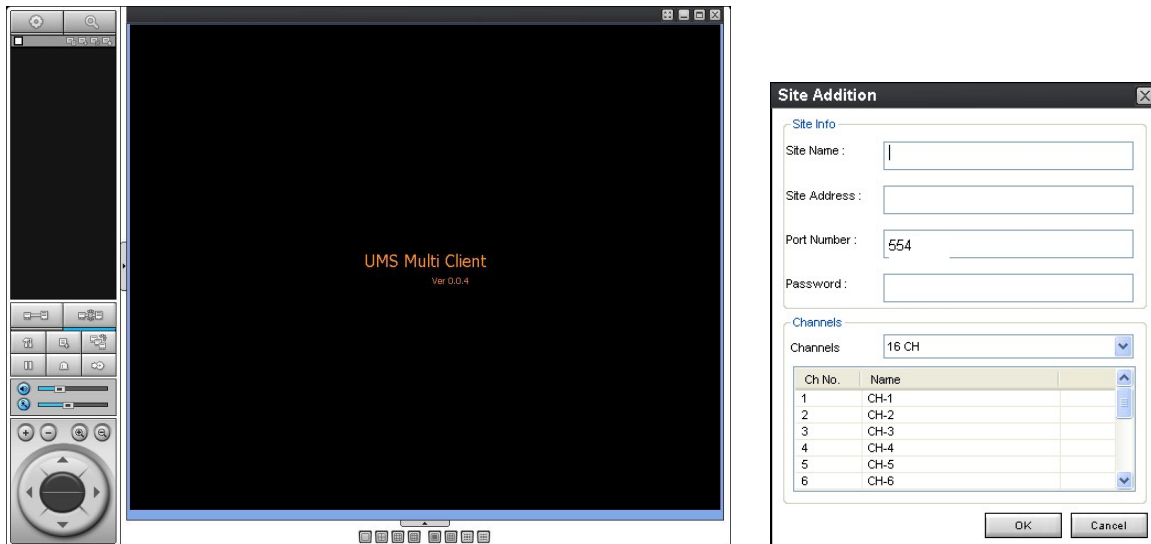 UMS Multi Client
Ver 0.0.4
Site Addition
Site Info
Site Name :
Site Address :
Port Number : 554
Password :
Channels
Channels 16 CH
Ch No. Name
1 CH-1
2 CH-2
3 CH-3
4 CH-4
5 CH-5
6 CH-6
OK Cancel